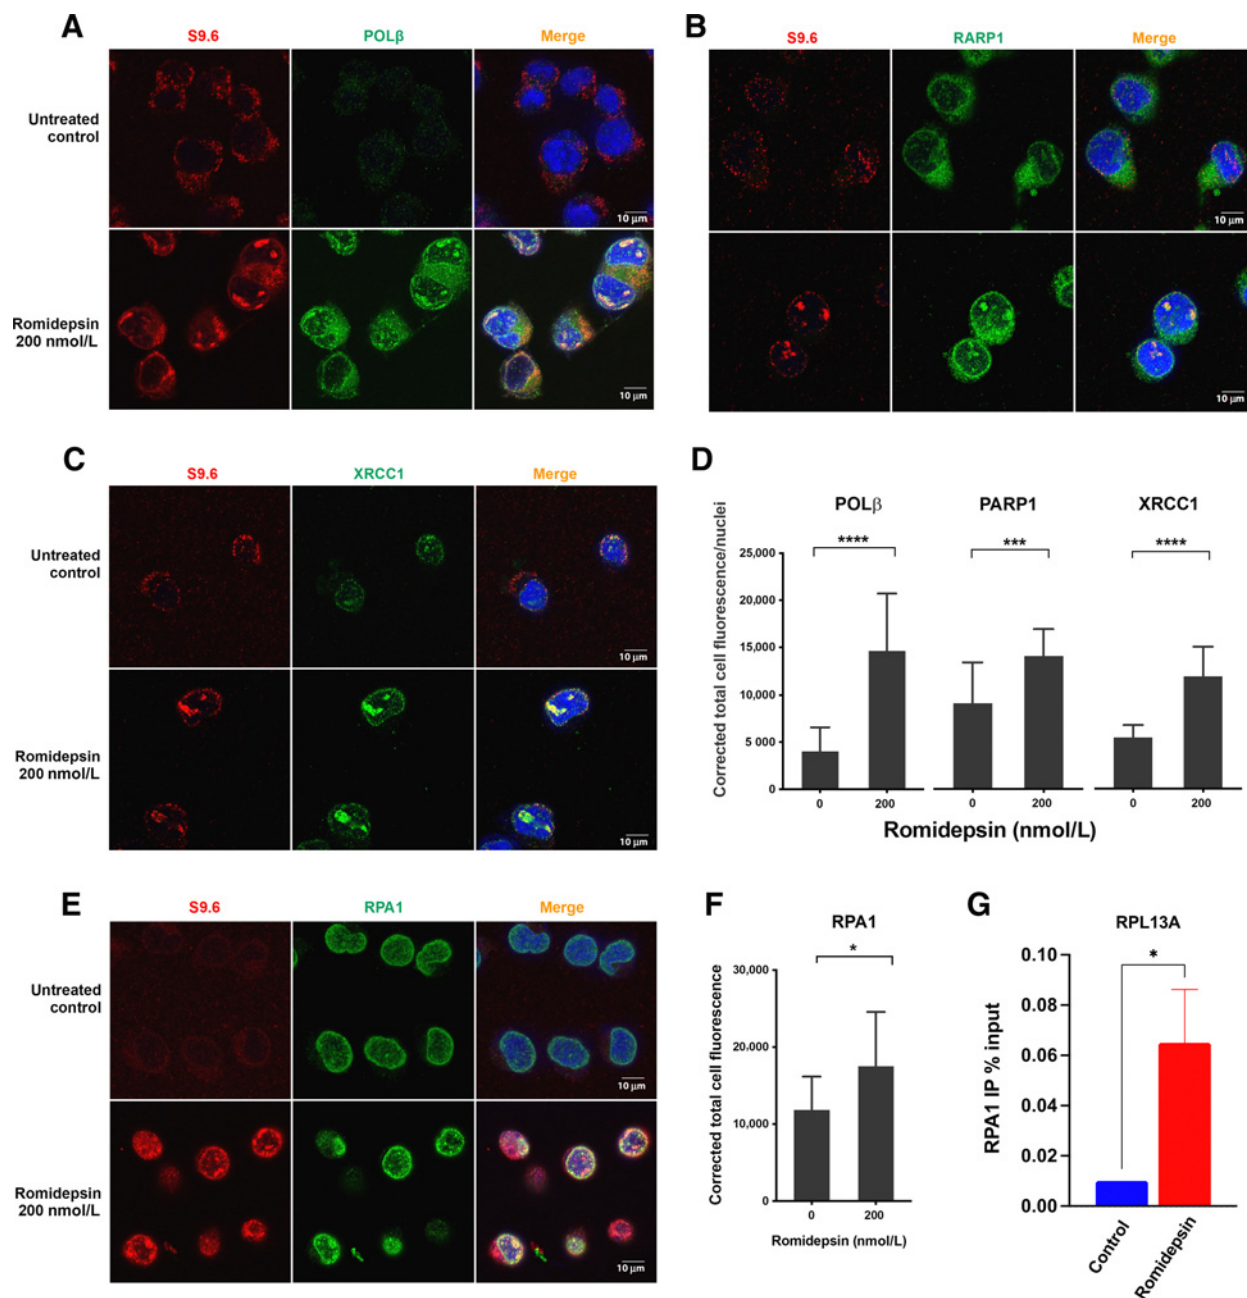 A
S9.6 POLβ Merge
Untreated
control
10 µm
Romidepsin
200 nmol/L
10 µm
B
S9.6 RARP1 Merge
10 µm
10 µm
C
S9.6 XRCC1 Merge
Untreated
control
10 µm
Romidepsin
200 nmol/L
10 µm
D
POLβ PARP1 XRCC1
**** *** ****
Corrected total cell fluorescence/nuclei
25,000
20,000
15,000
10,000
5 000
0
0 200 0 200 0 200
Romidepsin (nmol/L)
E
S9.6 RPA1 Merge
Untreated
control
10 µm
Romidepsin
200 nmol/L
10 µm
F
RPA1
*
Corrected total cell fluorescence
30,000
20,000
10,000
0
0 200
Romidepsin (nmol/L)
G
RPL13A
*
RPA1 IP % input
0.10
0.08
0.06
0.04
0.02
0.00
Control
Romidepsin